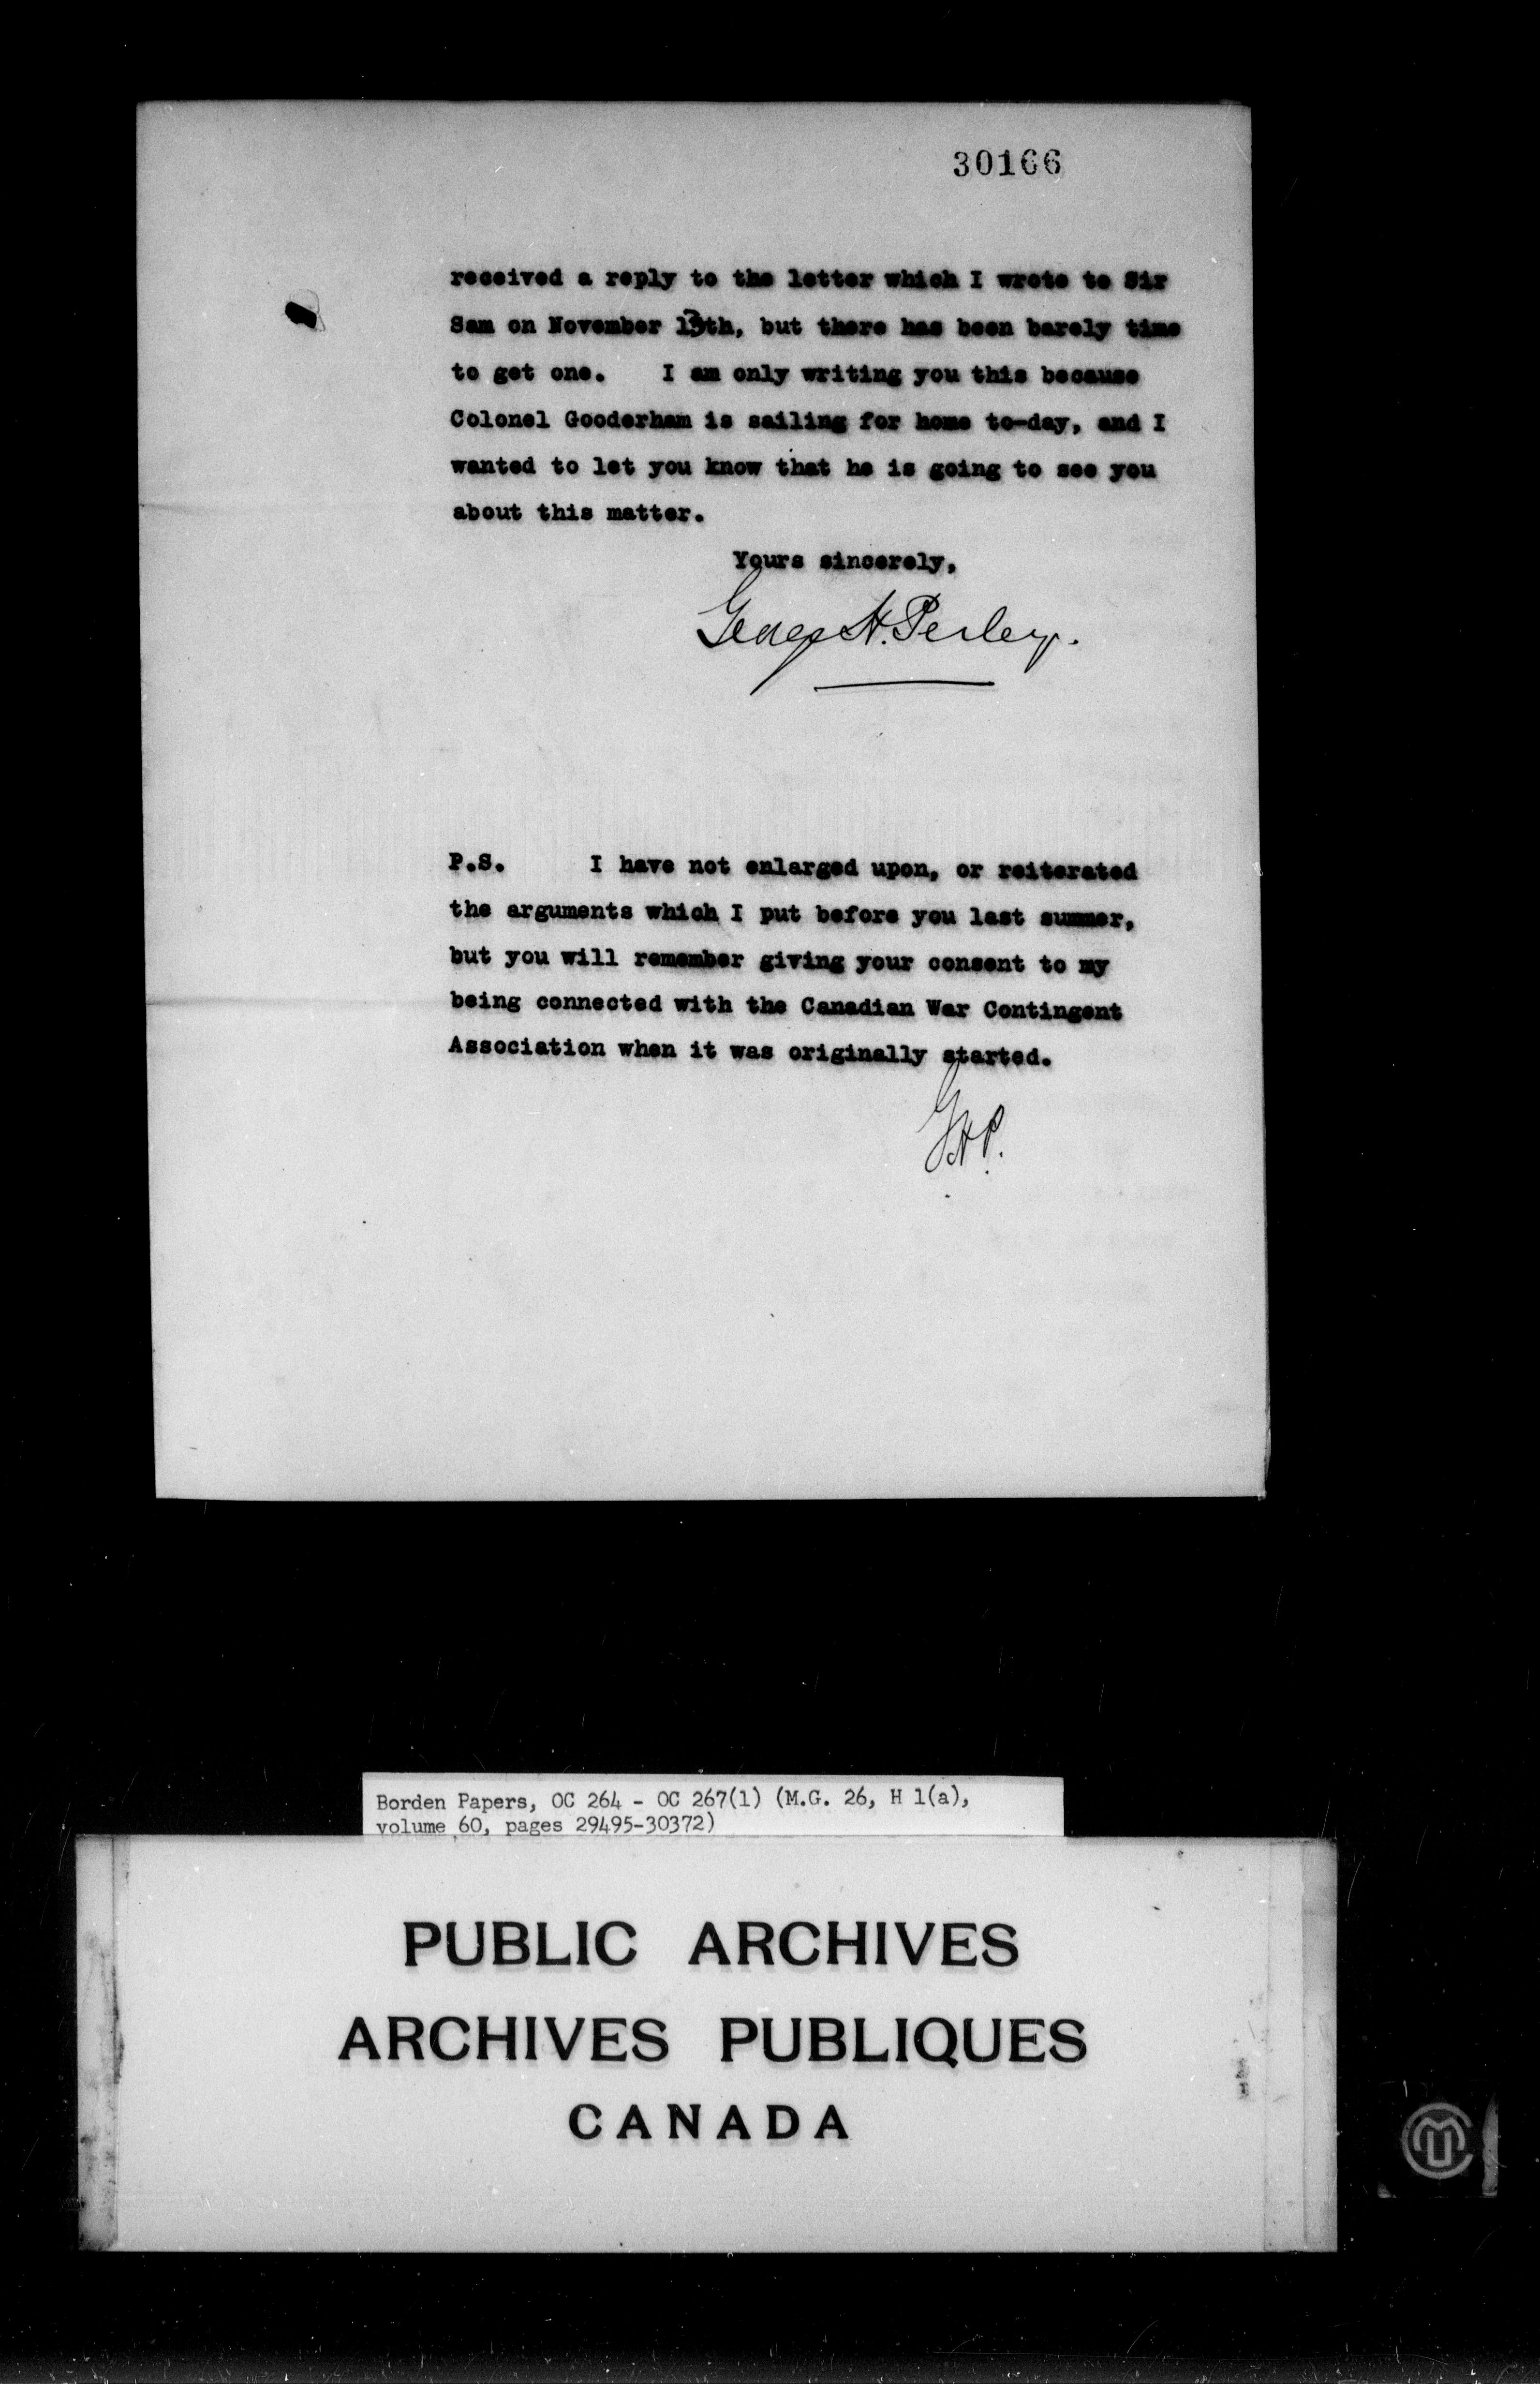 30166
received a reply to the letter which I wrote to Sir
Sam on November 13th, but there has been barely time
to get one. I am only writing you this because
Colonel Gooderham is sailing for home to-day, and I
wanted to let you know that he is going to see you
about this matter.
Yours sincerely,
George H. Perley.
P.S. I have not enlarged upon, or reiterated
the arguments which I put before you last summer,
but you will remember giving your consent to my
being connected with the Canadian War Contingent
Association when it was originally started.
GHP.
Borden Papers, OC 264 - OC 267(1) (M.G. 26, H 1(a),
volume 60, pages 29495-30372)
PUBLIC ARCHIVES
ARCHIVES PUBLIQUES
CANADA